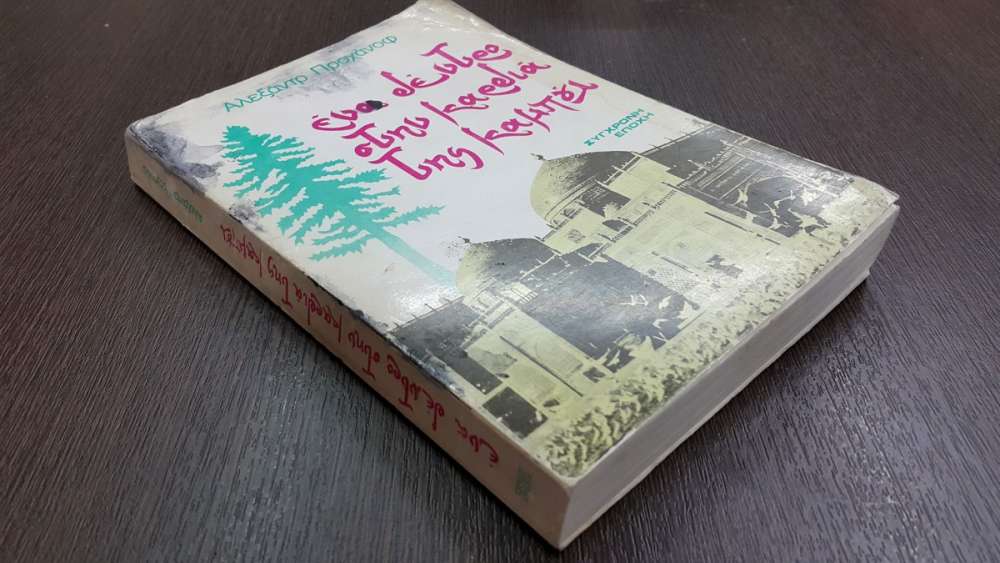 Αλεξάντρ Προχάνοφ
ένα δέντρο
στην καρδιά
της καμπούλ
ΣΥΓΧΡΟΝΗ
ΕΠΟΧΗ
ένα δέντρο στην καρδιά της καμπούλ